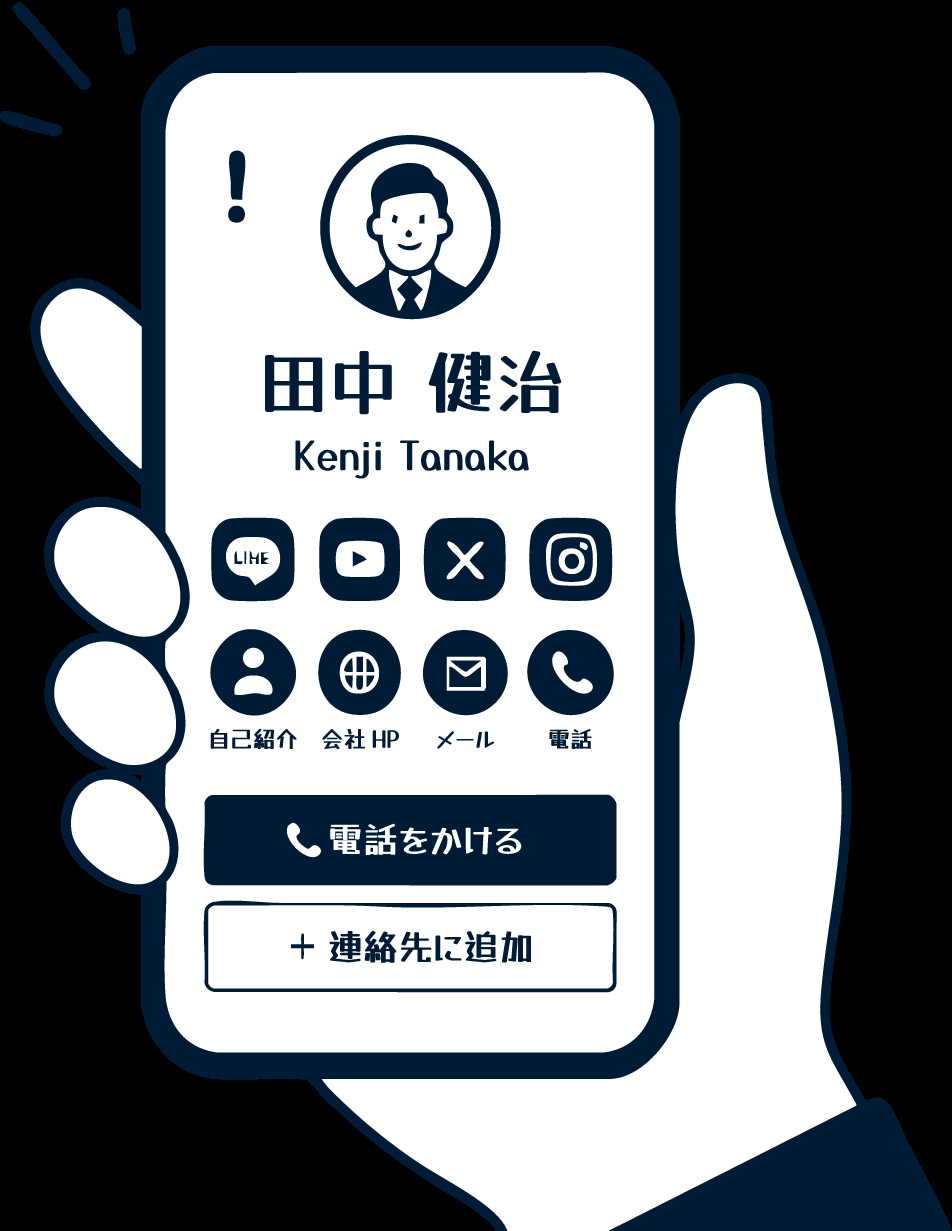 !
田中 健治
Kenji Tanaka
LINE
自己紹介 会社 HP メール 電話
電話をかける
+ 連絡先に追加